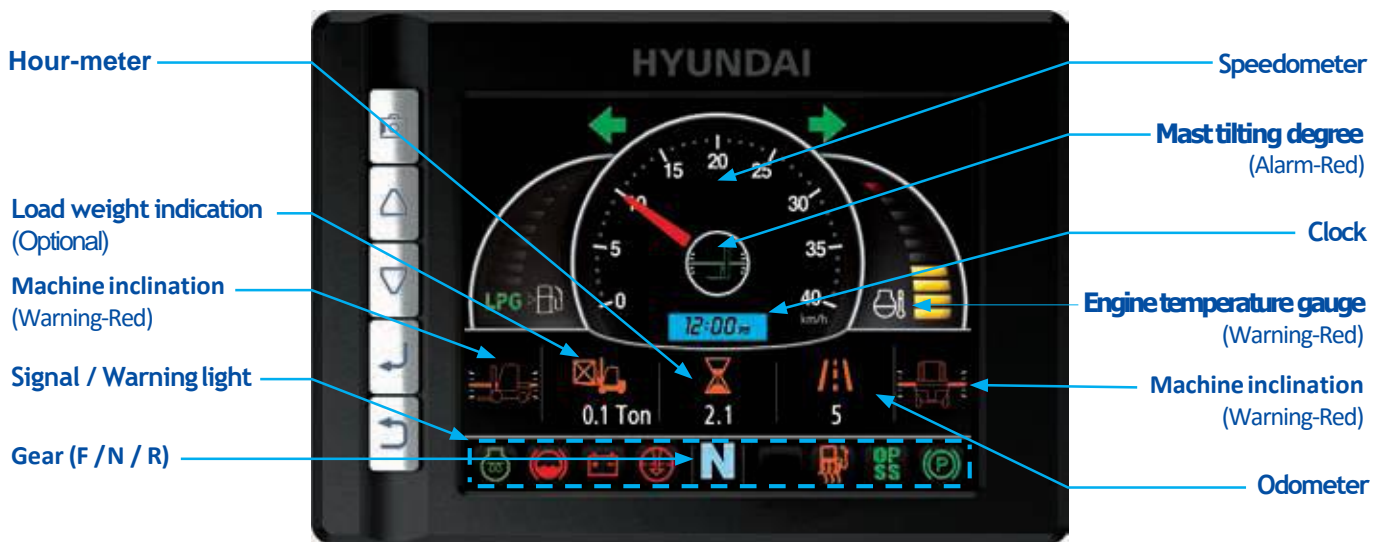 Hour-meter
HYUNDAI
Speedometer
Mast tilting degree
(Alarm-Red)
Load weight indication
(Optional)
Clock
Machine inclination
(Warning-Red)
Engine temperature gauge
(Warning-Red)
Signal / Warning light
Machine inclination
(Warning-Red)
Gear (F / N / R)
Odometer
0
5
10
15
20
25
30
35
40
km/h
LPG
12:00 PM
0.1 Ton
2.1
5
N
OP
SS
P